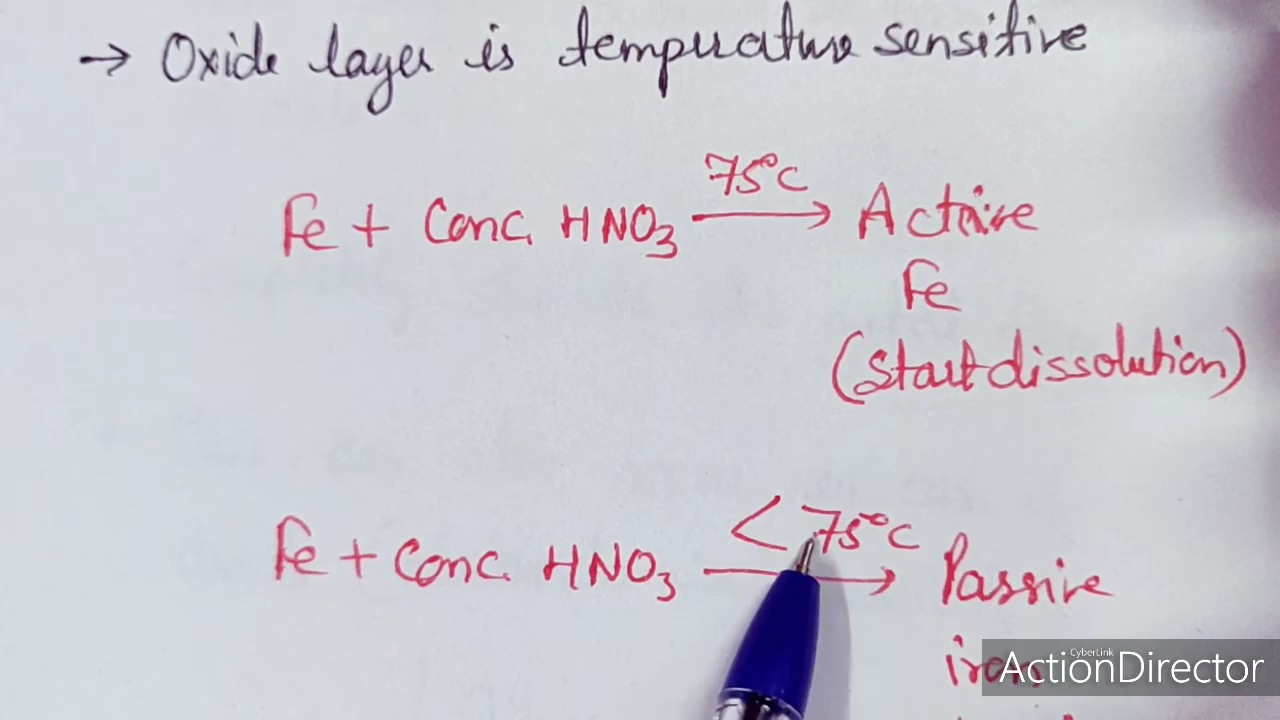 → Oxide layer is temperature sensitive
75°C
Fe + Conc. HNO3 → Active
Fe
(Start dissolution)
< 75°C
Fe + Conc. HNO3 → Passive
iron
CyberLink
ActionDirector